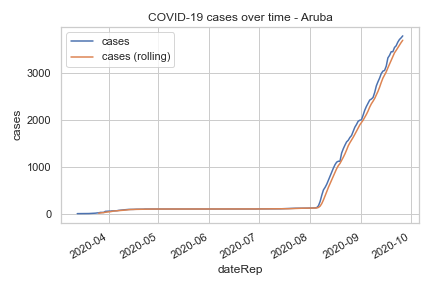 COVID-19 cases over time - Aruba
cases
cases (rolling)
cases
3000
2000
1000
0
2020-04
2020-05
2020-06
2020-07
2020-08
2020-09
2020-10
dateRep